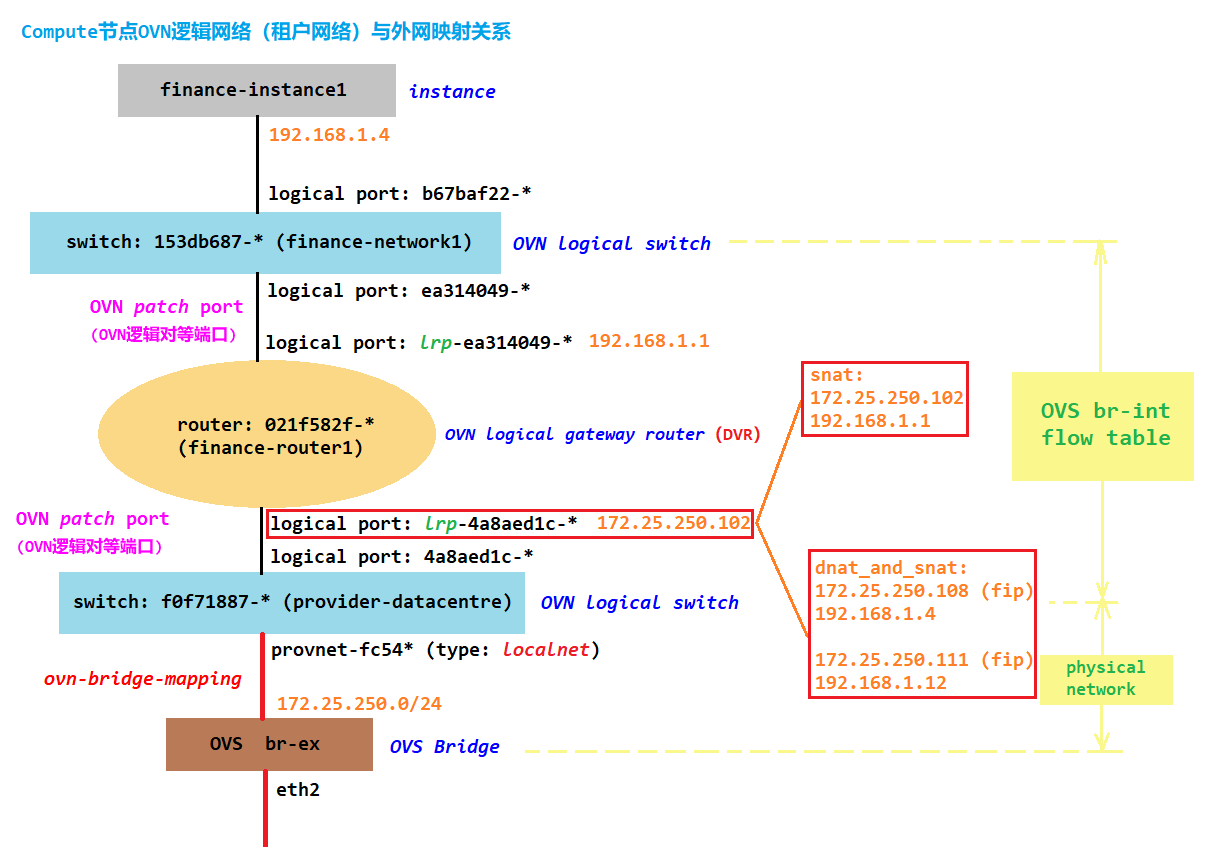 Compute节点OVN逻辑网络（租户网络）与外网映射关系
finance-instance1
instance
192.168.1.4
logical port: b67baf22-*
switch: 153db687-* (finance-network1)
OVN logical switch
logical port: ea314049-*
OVN patch port
(OVN逻辑对等端口)
logical port: lrp-ea314049-* 192.168.1.1
router: 021f582f-*
(finance-router1)
OVN logical gateway router (DVR)
snat:
172.25.250.102
192.168.1.1
OVS br-int
flow table
OVN patch port
(OVN逻辑对等端口)
logical port: lrp-4a8aed1c-* 172.25.250.102
logical port: 4a8aed1c-*
switch: f0f71887-* (provider-datacentre)
OVN logical switch
dnat_and_snat:
172.25.250.108 (fip)
192.168.1.4
172.25.250.111 (fip)
192.168.1.12
physical
network
provnet-fc54* (type: localnet)
ovn-bridge-mapping
172.25.250.0/24
OVS br-ex
OVS Bridge
eth2